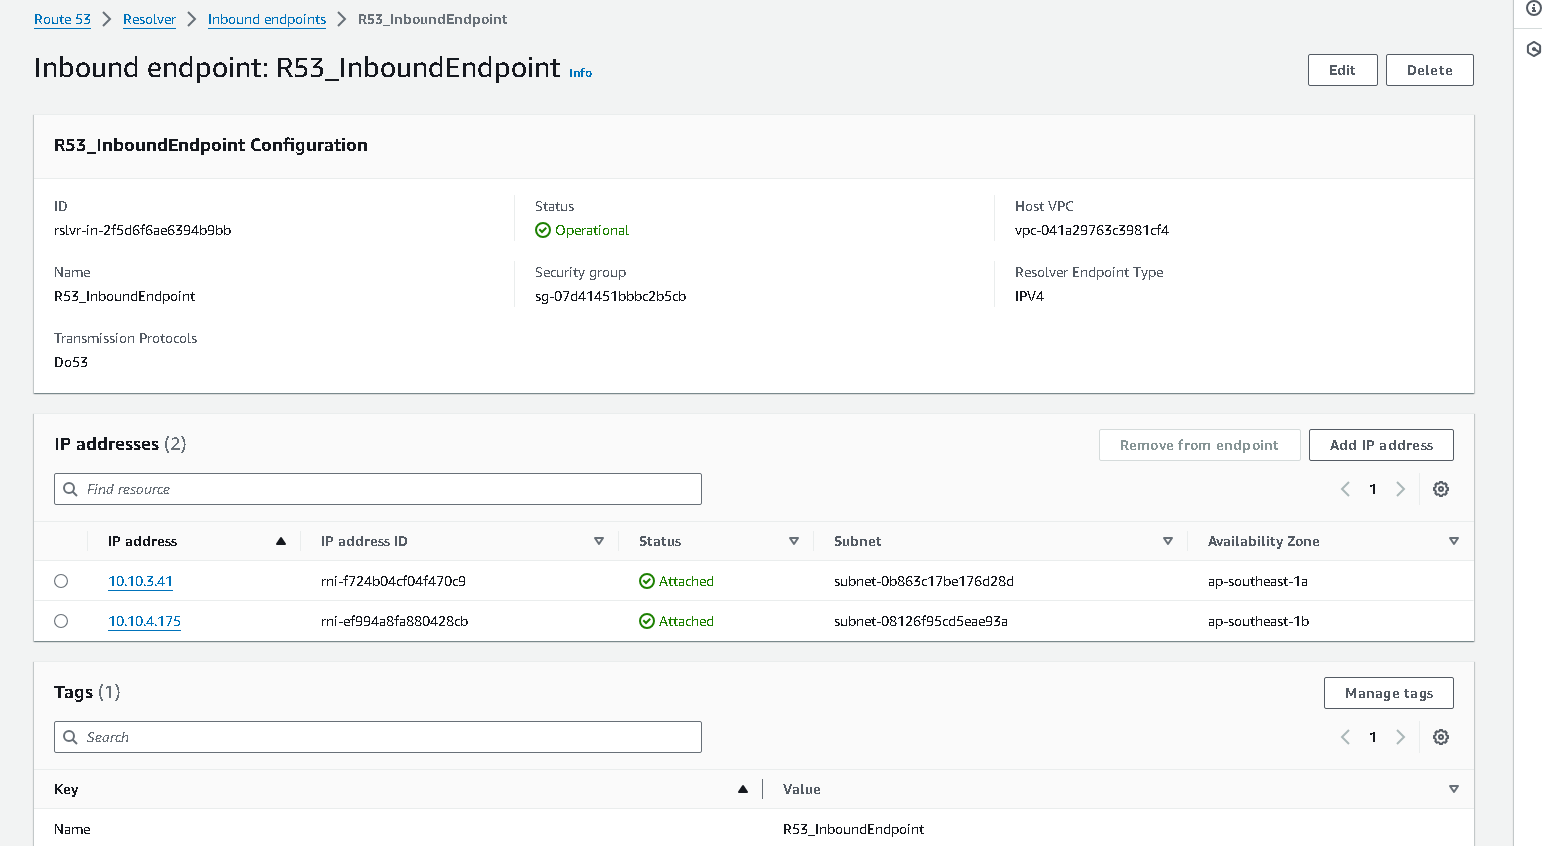 Route 53 Resolver Inbound endpoints R53_InboundEndpoint
Inbound endpoint: R53_InboundEndpoint Info
Edit Delete
R53_InboundEndpoint Configuration
ID Status Host VPC
rslvr-in-2f5d6f6ae6394b9bb Operational vpc-041a29763c3981cf4
Name Security group Resolver Endpoint Type
R53_InboundEndpoint sg-07d41451bbbc2b5cb IPV4
Transmission Protocols
Do53
IP addresses (2) Remove from endpoint Add IP address
Find resource 1
IP address IP address ID Status Subnet Availability Zone
10.10.3.41 rni-f724b04cf04f470c9 Attached subnet-0b863c17be176d28d ap-southeast-1a
10.10.4.175 rni-ef994a8fa880428cb Attached subnet-08126f95cd5eae93a ap-southeast-1b
Tags (1) Manage tags
Search 1
Key Value
Name R53_InboundEndpoint